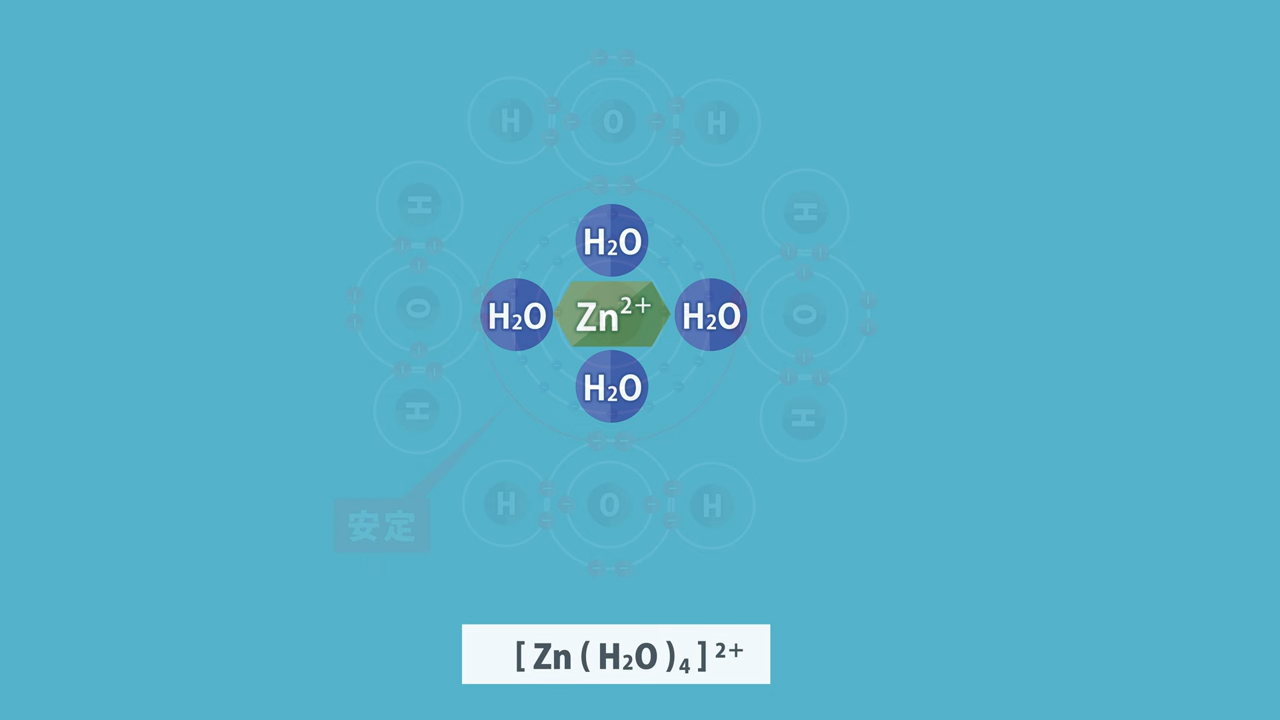 H O H
H H
H₂O
O H₂O Zn²⁺ H₂O O
H₂O
H H
H O H
安定
[ Zn ( H₂O )₄ ]²⁺